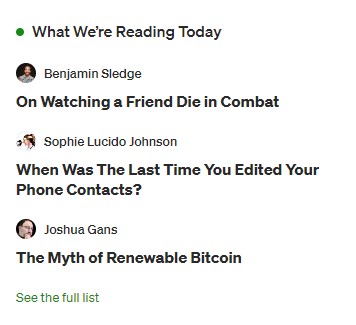 What We’re Reading Today
Benjamin Sledge
On Watching a Friend Die in Combat
Sophie Lucido Johnson
When Was The Last Time You Edited Your
Phone Contacts?
Joshua Gans
The Myth of Renewable Bitcoin
See the full list